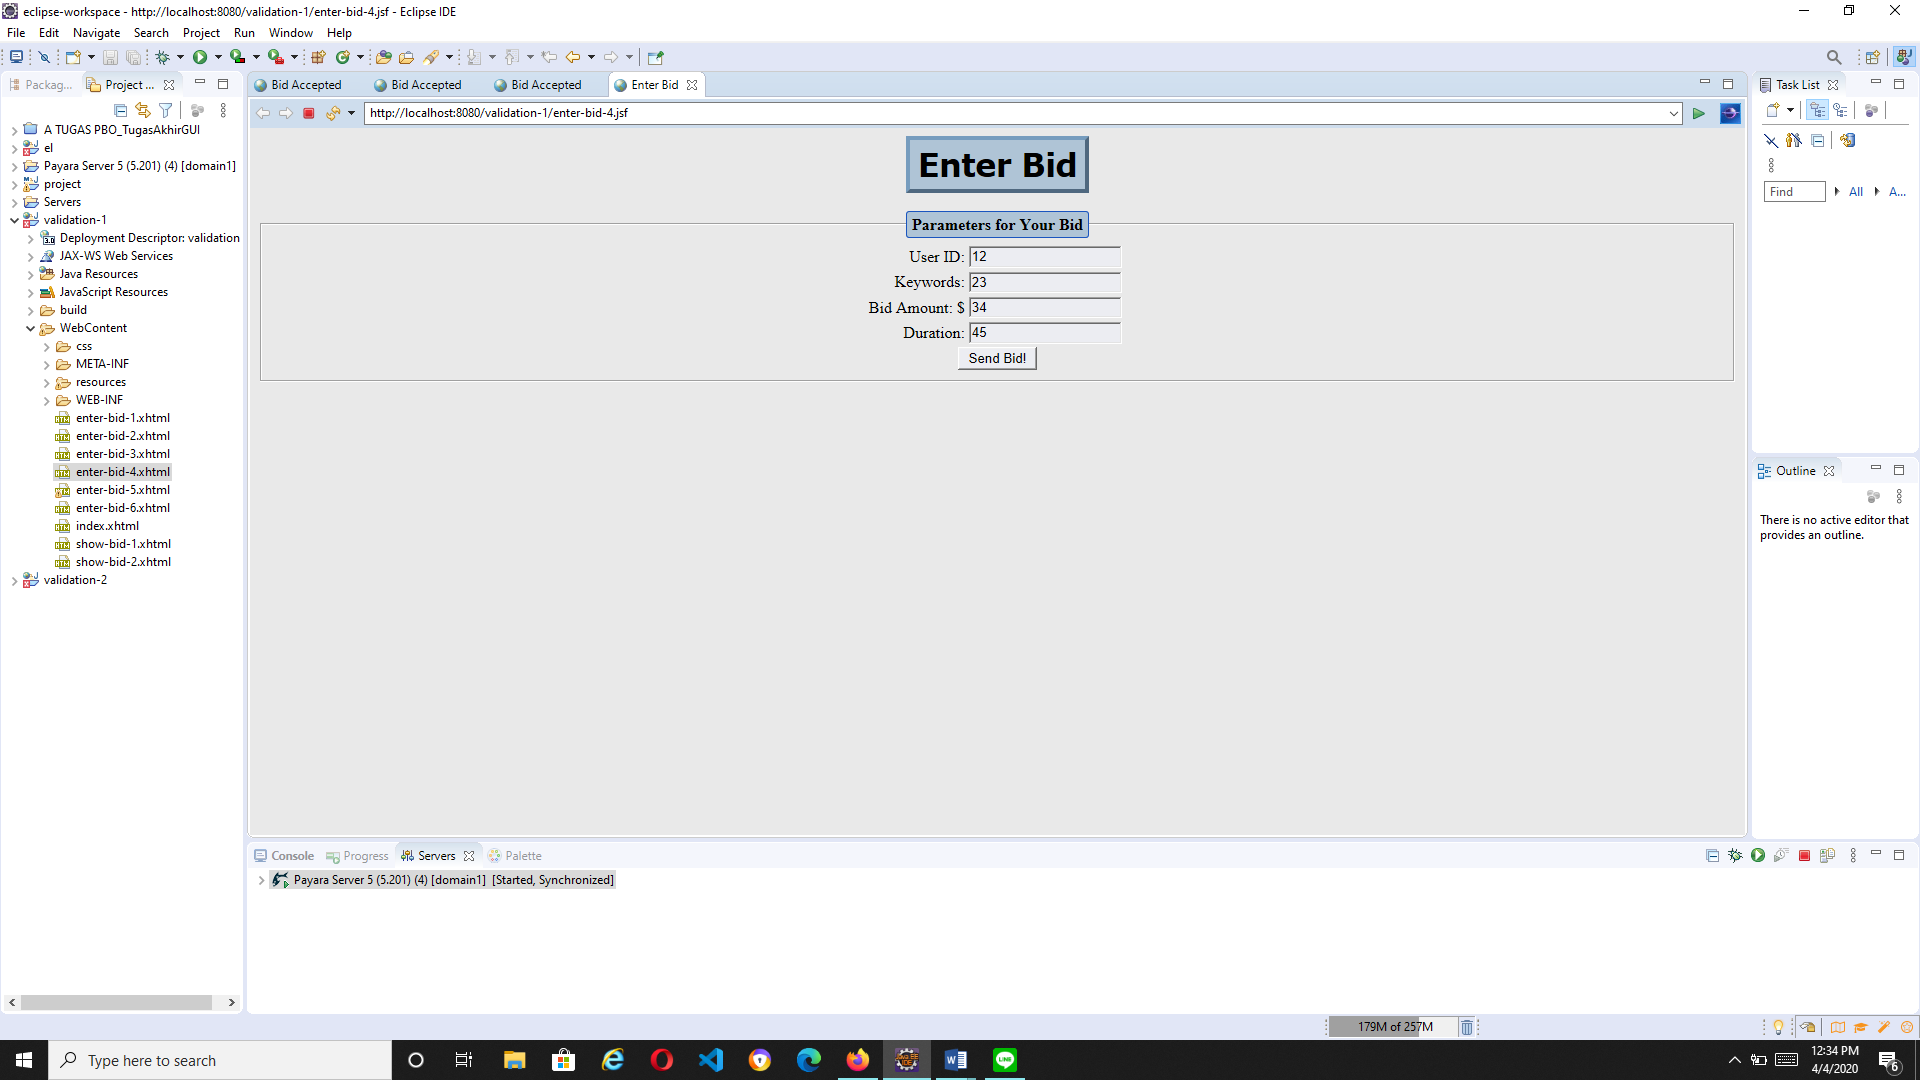 eclipse-workspace - http://localhost:8080/validation-1/enter-bid-4.jsf - Eclipse IDE
File Edit Navigate Search Project Run Window Help
Packag... Project ...
A TUGAS PBO_TugasAkhirGUI
el
Payara Server 5 (5.201) (4) [domain1]
project
Servers
validation-1
Deployment Descriptor: validation
JAX-WS Web Services
Java Resources
JavaScript Resources
build
WebContent
css
META-INF
resources
WEB-INF
enter-bid-1.xhtml
enter-bid-2.xhtml
enter-bid-3.xhtml
enter-bid-4.xhtml
enter-bid-5.xhtml
enter-bid-6.xhtml
index.xhtml
show-bid-1.xhtml
show-bid-2.xhtml
validation-2
Bid Accepted Bid Accepted Bid Accepted Enter Bid
http://localhost:8080/validation-1/enter-bid-4.jsf
Enter Bid
Parameters for Your Bid
User ID: 12
Keywords: 23
Bid Amount: $ 34
Duration: 45
Send Bid!
Console Progress Servers Palette
Payara Server 5 (5.201) (4) [domain1] [Started, Synchronized]
Task List
Find All A...
Outline
There is no active editor that
provides an outline.
179M of 257M
Type here to search
12:34 PM
4/4/2020
6